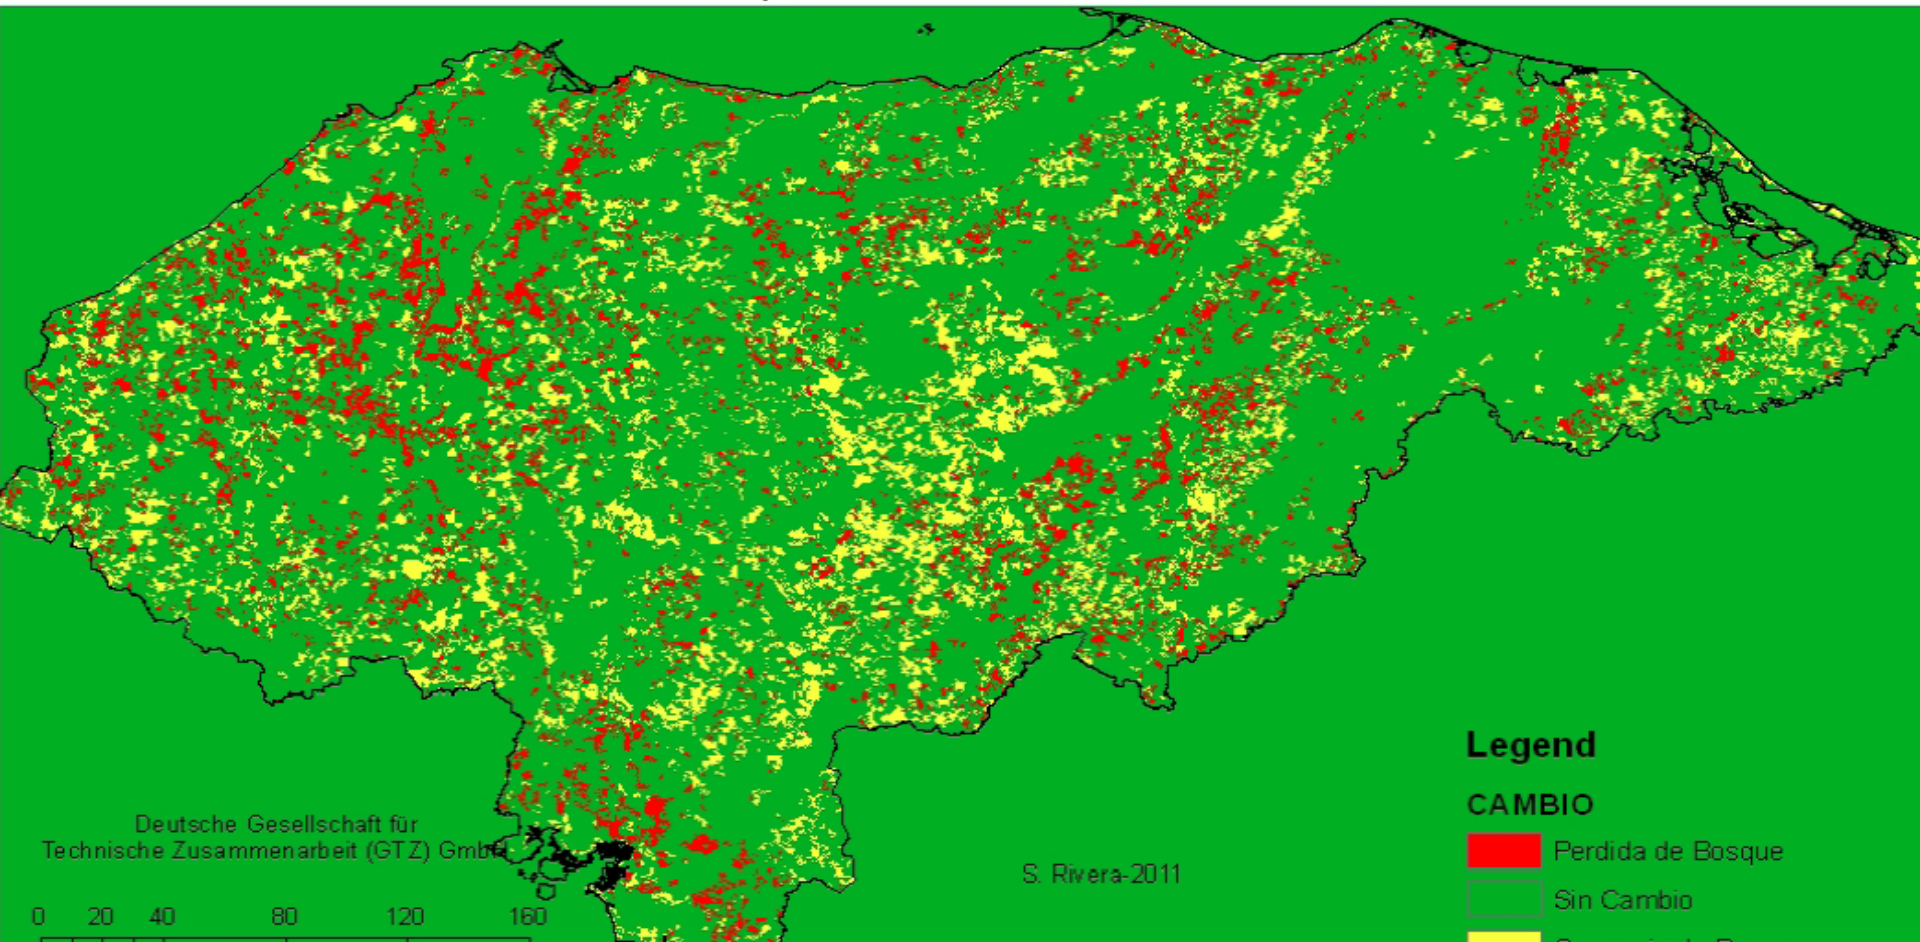 Deutsche Gesellschaft für
Technische Zusammenarbeit (GTZ) GmbH
0 20 40 80 120 160
S. Rivera-2011
Legend
CAMBIO
Perdida de Bosque
Sin Cambio